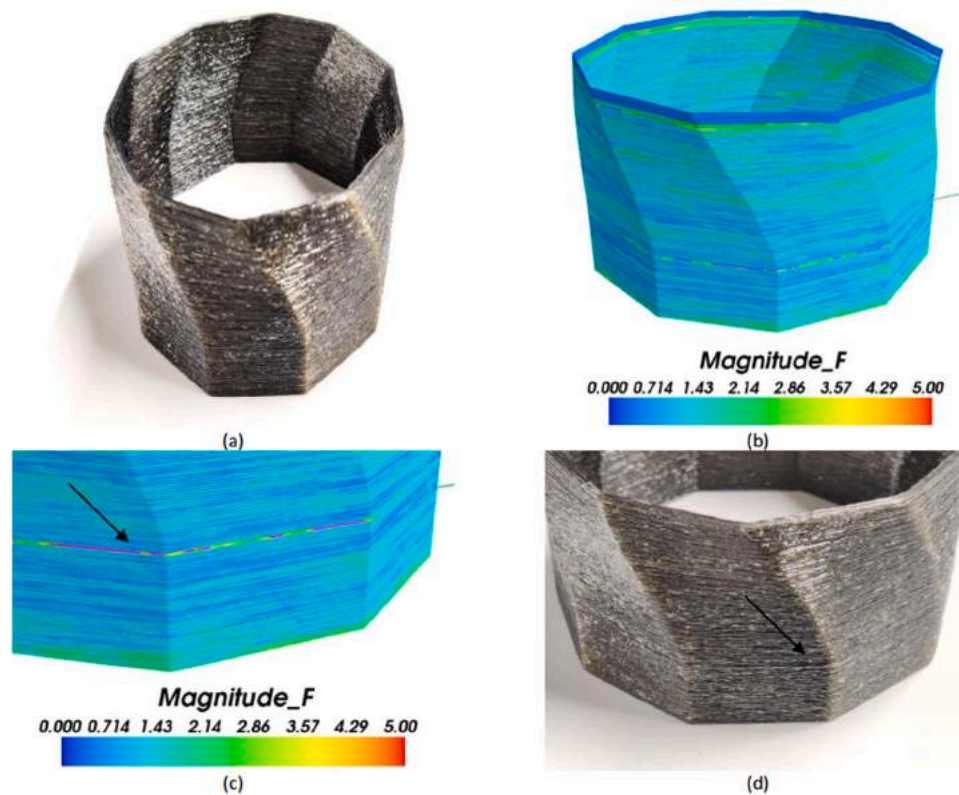 (a)
Magnitude_F
0.000 0.714 1.43 2.14 2.86 3.57 4.29 5.00
(b)
Magnitude_F
0.000 0.714 1.43 2.14 2.86 3.57 4.29 5.00
(c)
(d)